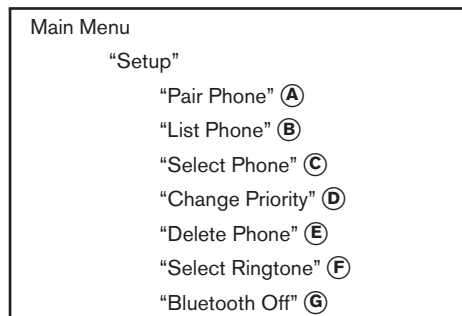 Main Menu
“Setup”
“Pair Phone” Ⓐ
“List Phone” Ⓑ
“Select Phone” Ⓒ
“Change Priority” Ⓓ
“Delete Phone” Ⓔ
“Select Ringtone” Ⓕ
“Bluetooth Off” Ⓖ